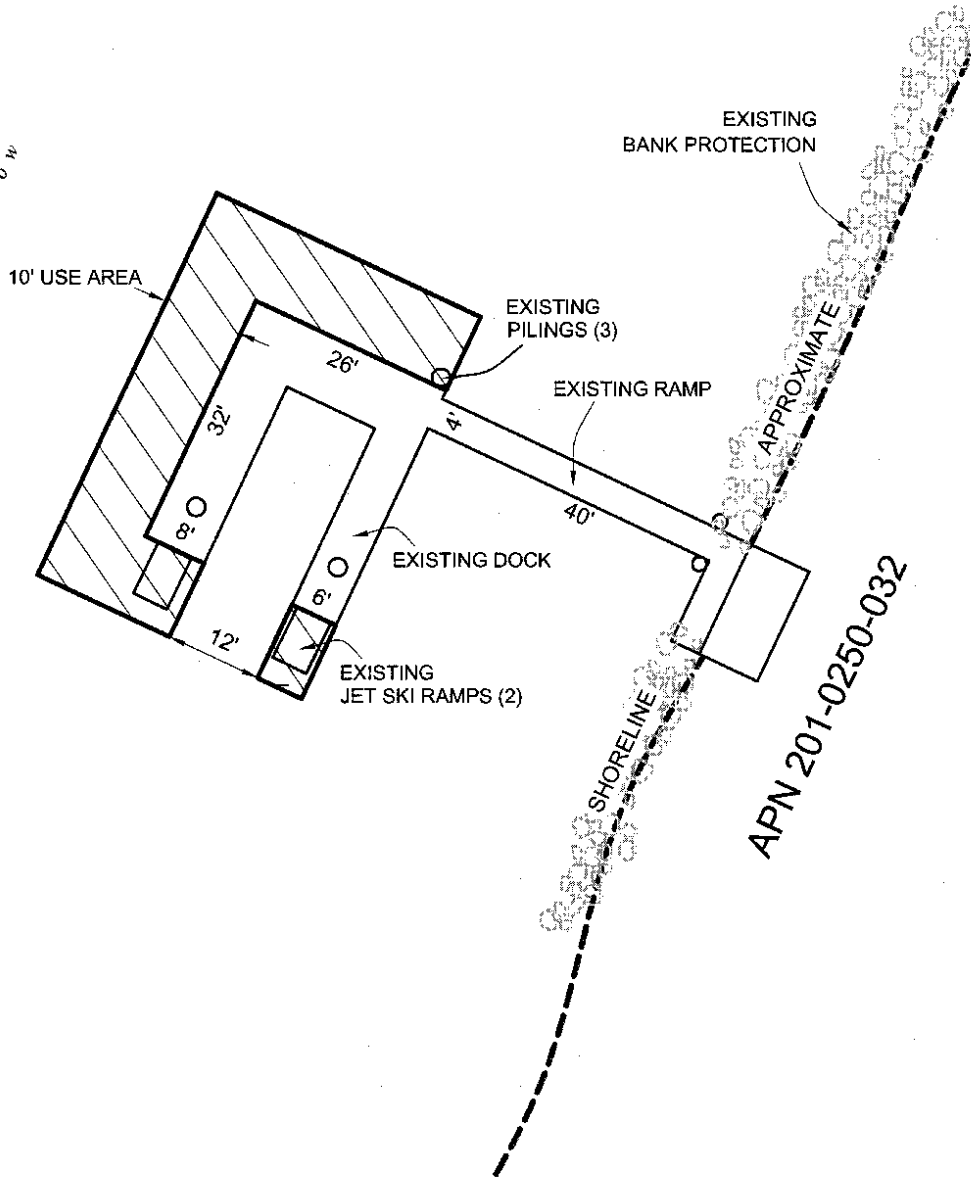 o w
EXISTING
BANK PROTECTION
10' USE AREA
EXISTING
PILINGS (3)
26'
EXISTING RAMP
APPROXIMATE
32'
4'
40'
8'
EXISTING DOCK
6'
12'
EXISTING
JET SKI RAMPS (2)
SHORELINE
APN 201-0250-032